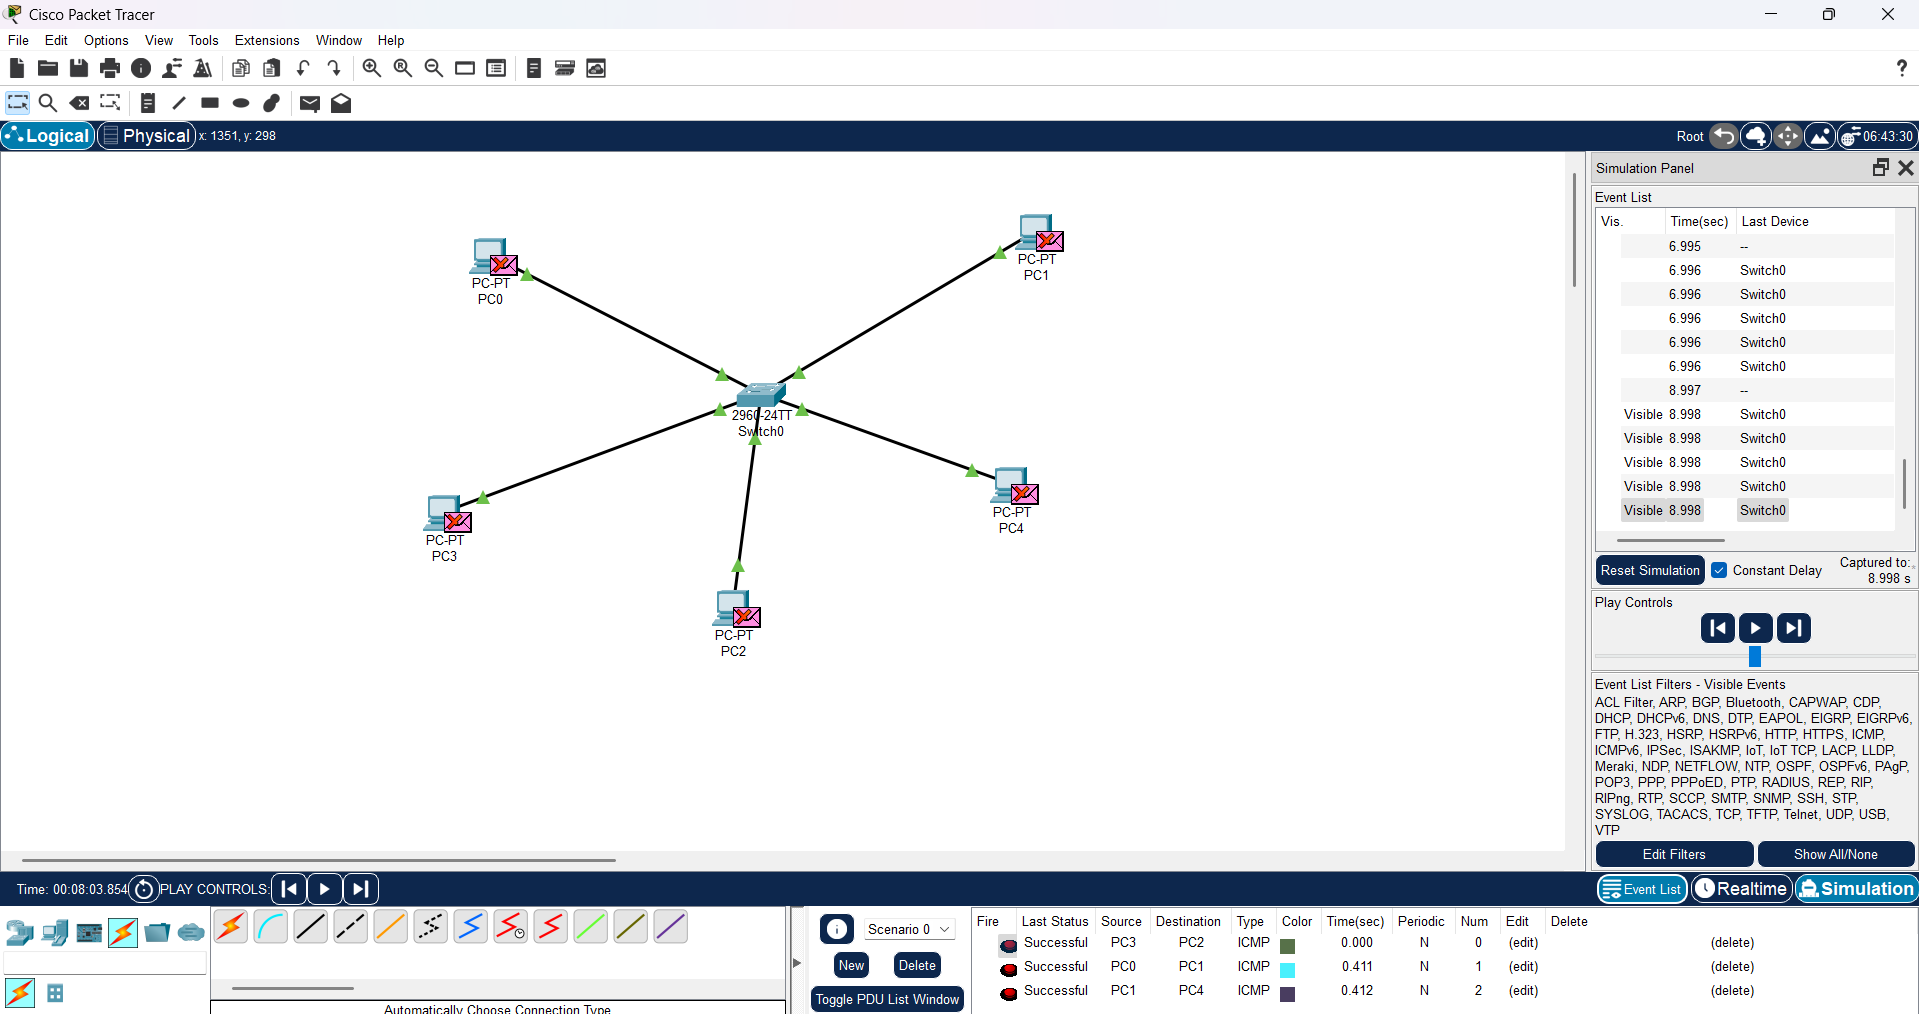 Cisco Packet Tracer
File Edit Options View Tools Extensions Window Help
?
Logical Physical x: 1351, y: 298 Root 06:43:30
Simulation Panel
Event List
Vis. Time(sec) Last Device
6.995 --
6.996 Switch0
6.996 Switch0
6.996 Switch0
6.996 Switch0
6.996 Switch0
8.997 --
Visible 8.998 Switch0
Visible 8.998 Switch0
Visible 8.998 Switch0
Visible 8.998 Switch0
Visible 8.998 Switch0
Reset Simulation Constant Delay Captured to:
8.998 s
Play Controls
Event List Filters - Visible Events
ACL Filter, ARP, BGP, Bluetooth, CAPWAP, CDP,
DHCP, DHCPv6, DNS, DTP, EAPOL, EIGRP, EIGRPv6,
FTP, H.323, HSRP, HSRPv6, HTTP, HTTPS, ICMP,
ICMPv6, IPSec, ISAKMP, IoT, IoT TCP, LACP, LLDP,
Meraki, NDP, NETFLOW, NTP, OSPF, OSPFv6, PAgP,
POP3, PPP, PPPoED, PTP, RADIUS, REP, RIP,
RIPng, RTP, SCCP, SMTP, SNMP, SSH, STP,
SYSLOG, TACACS, TCP, TFTP, Telnet, UDP, USB,
VTP
Edit Filters Show All/None
PC-PT
PC0
PC-PT
PC1
2960-24TT
Switch0
PC-PT
PC3
PC-PT
PC4
PC-PT
PC2
Time: 00:08:03.854 PLAY CONTROLS:
Event List Realtime Simulation
Automatically Choose Connection Type
Scenario 0
New Delete
Toggle PDU List Window
Fire Last Status Source Destination Type Color Time(sec) Periodic Num Edit Delete
Successful PC3 PC2 ICMP 0.000 N 0 (edit) (delete)
Successful PC0 PC1 ICMP 0.411 N 1 (edit) (delete)
Successful PC1 PC4 ICMP 0.412 N 2 (edit) (delete)